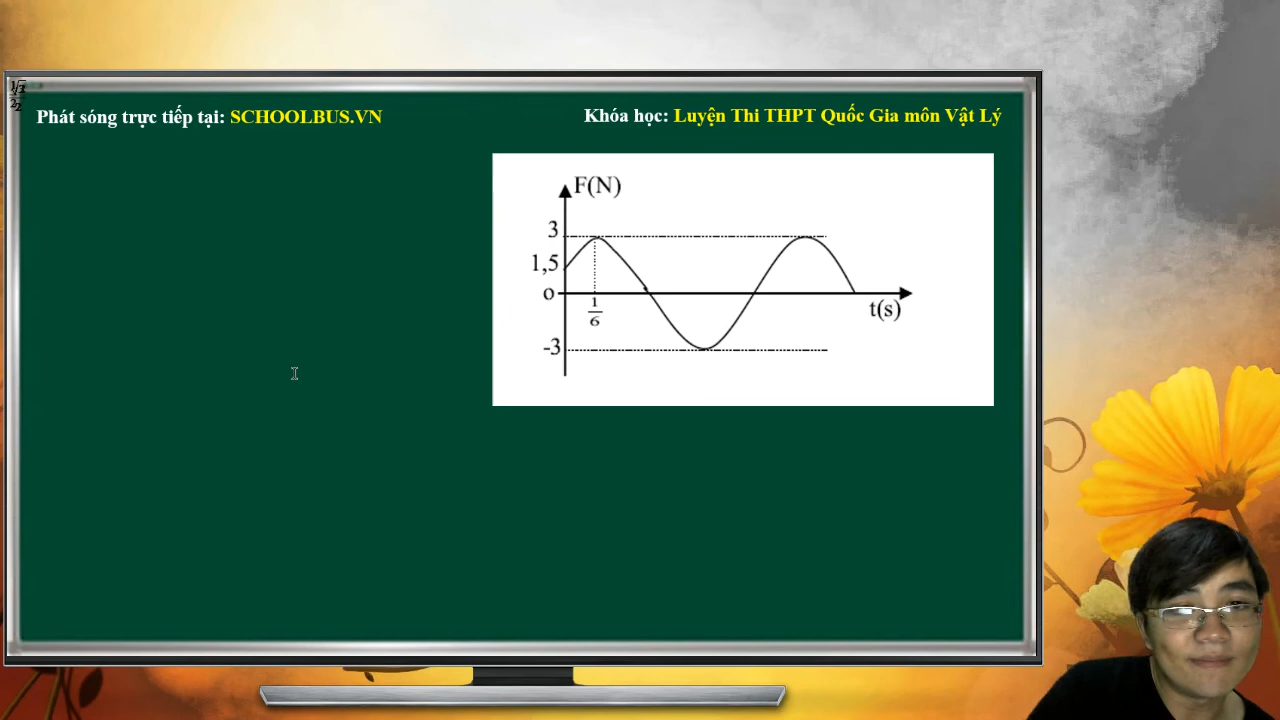 Phát sóng trực tiếp tại: SCHOOLBUS.VN
Khóa học: Luyện Thi THPT Quốc Gia môn Vật Lý
F(N)
3
1,5
o
1
6
t(s)
-3